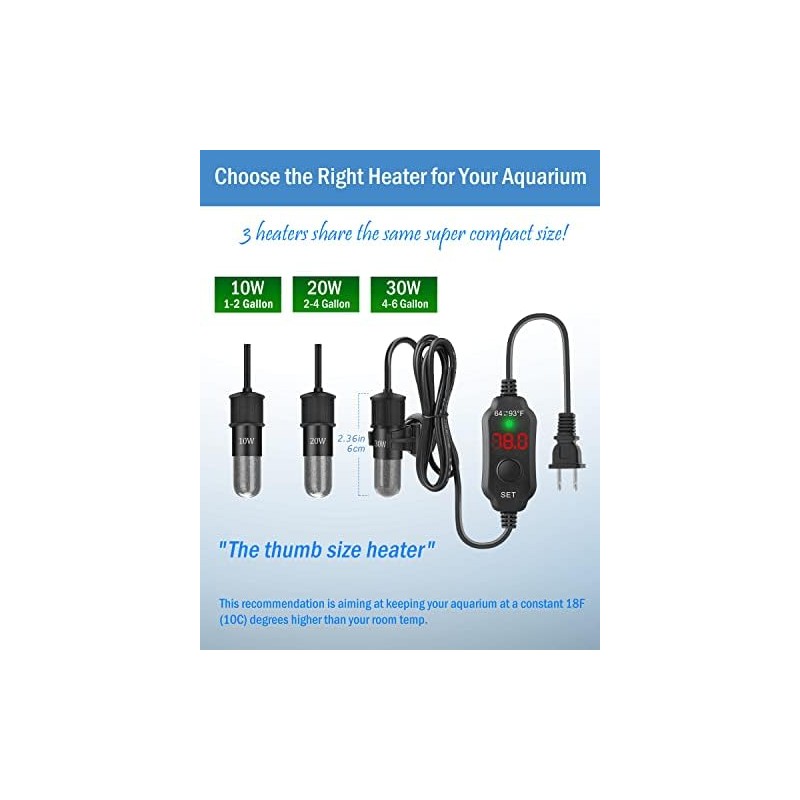 Choose the Right Heater for Your Aquarium
3 heaters share the same super compact size!
10W
1-2 Gallon
20W
2-4 Gallon
30W
4-6 Gallon
10W
20W
2.36in
6cm
30W
64~93°F
78.0
SET
"The thumb size heater"
This recommendation is aiming at keeping your aquarium at a constant 18F
(10C) degrees higher than your room temp.